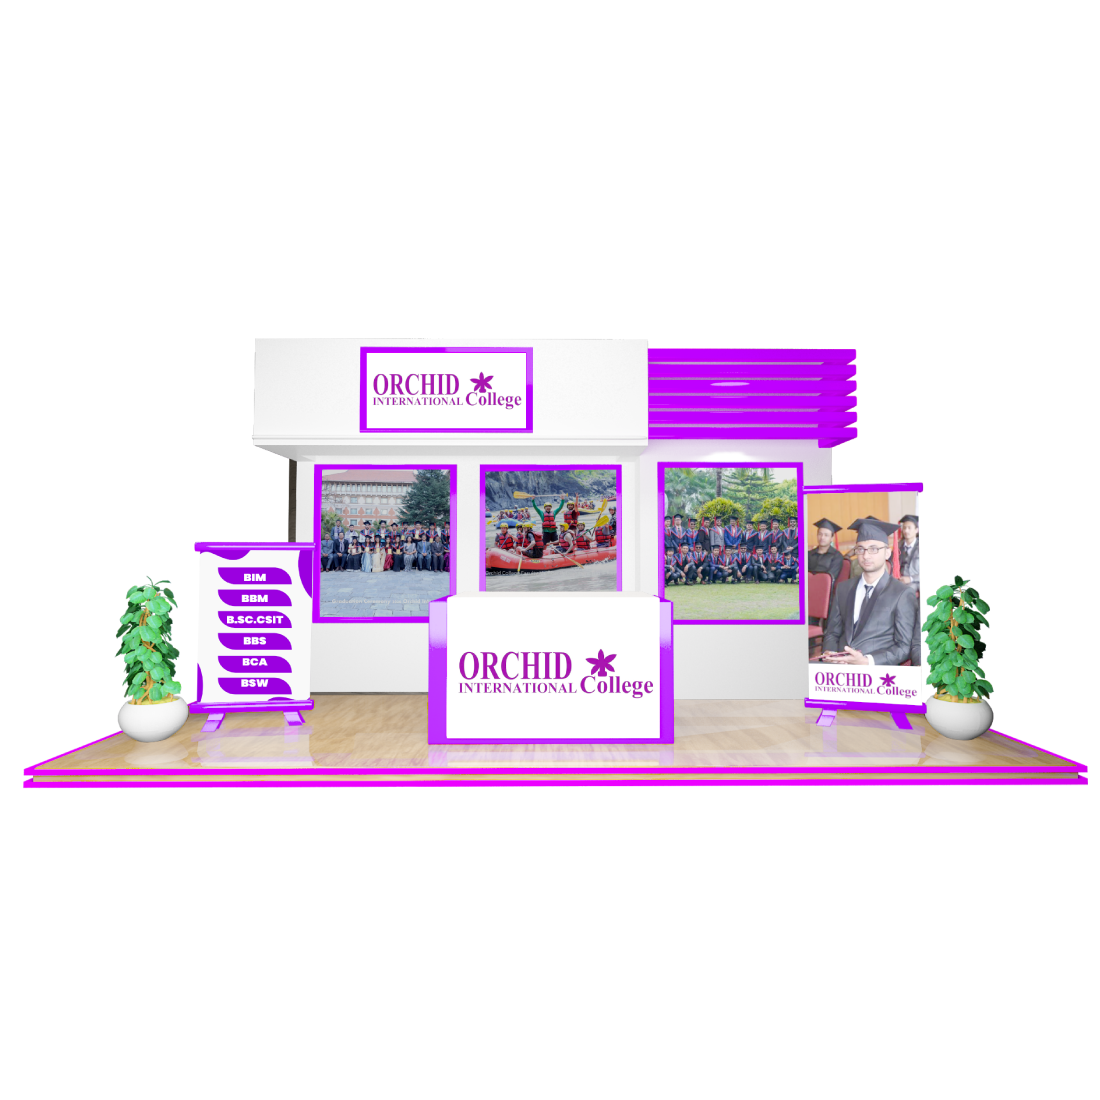 ORCHID
INTERNATIONAL College
BIM
BBM
B.SC.CSIT
BBS
BCA
BSW
ORCHID
INTERNATIONAL College
ORCHID
INTERNATIONAL College